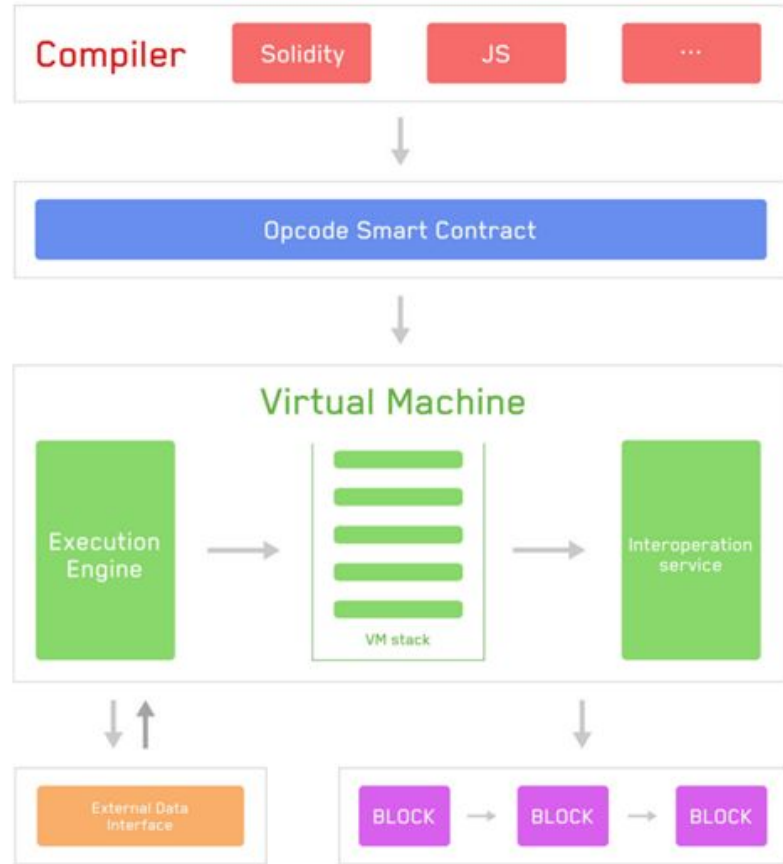 Compiler
Solidity
JS
...
Opcode Smart Contract
Virtual Machine
Execution
Engine
VM stack
Interoperation
service
External Data
Interface
BLOCK
BLOCK
BLOCK